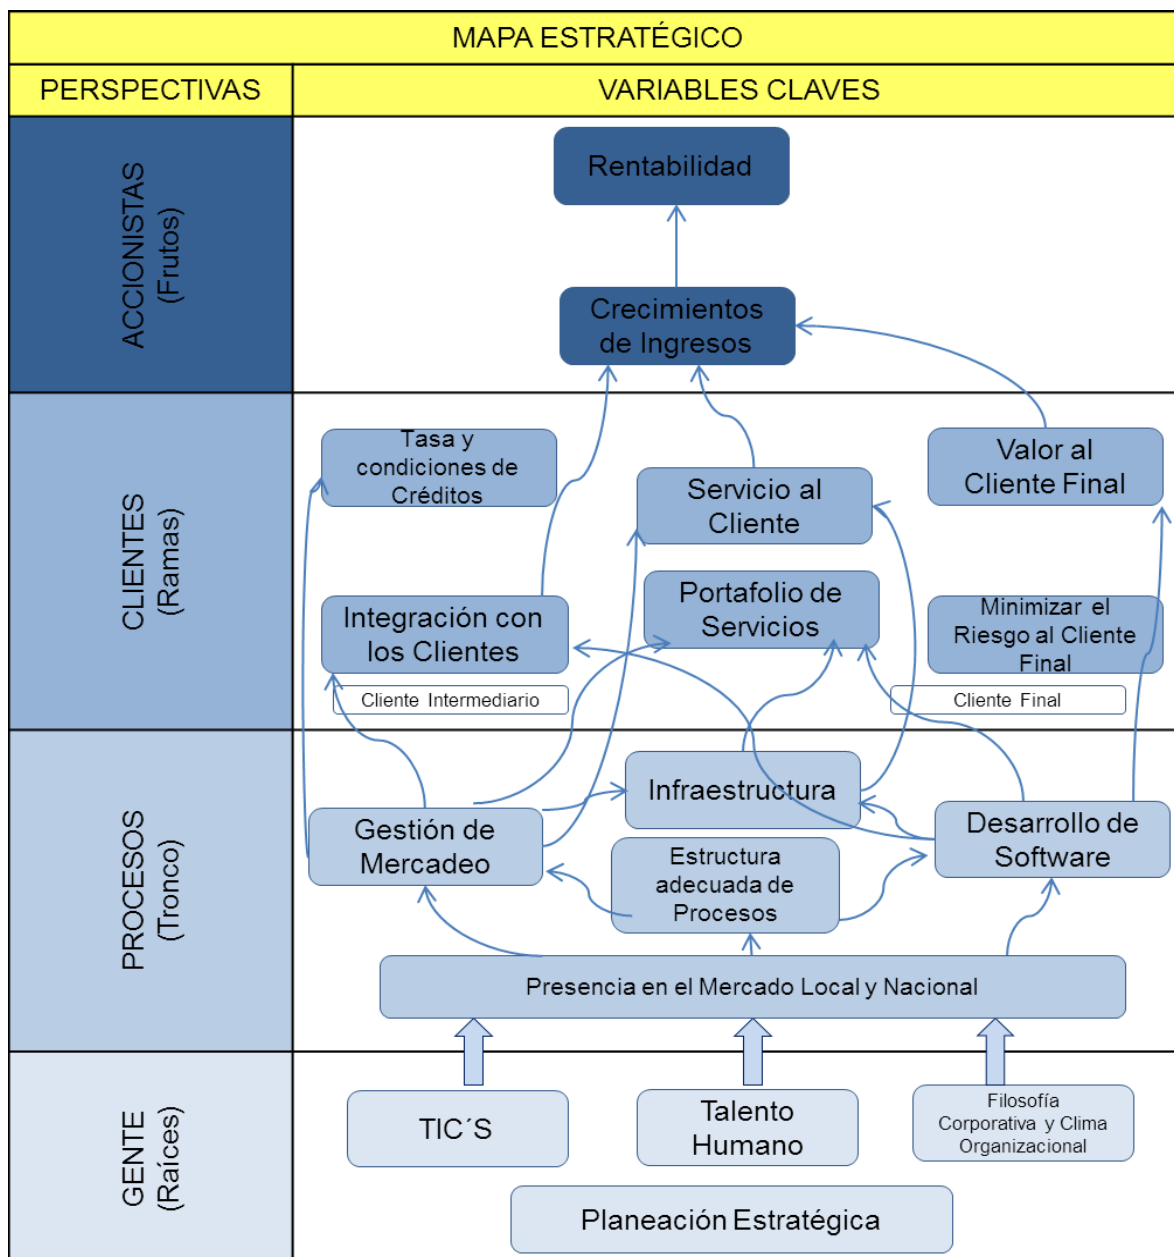 MAPA ESTRATÉGICO
PERSPECTIVAS
VARIABLES CLAVES
ACCIONISTAS
(Frutos)
Rentabilidad
Crecimientos
de Ingresos
CLIENTES
(Ramas)
Tasa y
condiciones de
Créditos
Servicio al
Cliente
Valor al
Cliente Final
Integración con
los Clientes
Portafolio de
Servicios
Minimizar el
Riesgo al Cliente
Final
Cliente Intermediario
Cliente Final
PROCESOS
(Tronco)
Infraestructura
Gestión de
Mercadeo
Estructura
adecuada de
Procesos
Desarrollo de
Software
Presencia en el Mercado Local y Nacional
GENTE
(Raíces)
TIC´S
Talento
Humano
Filosofía
Corporativa y Clima
Organizacional
Planeación Estratégica